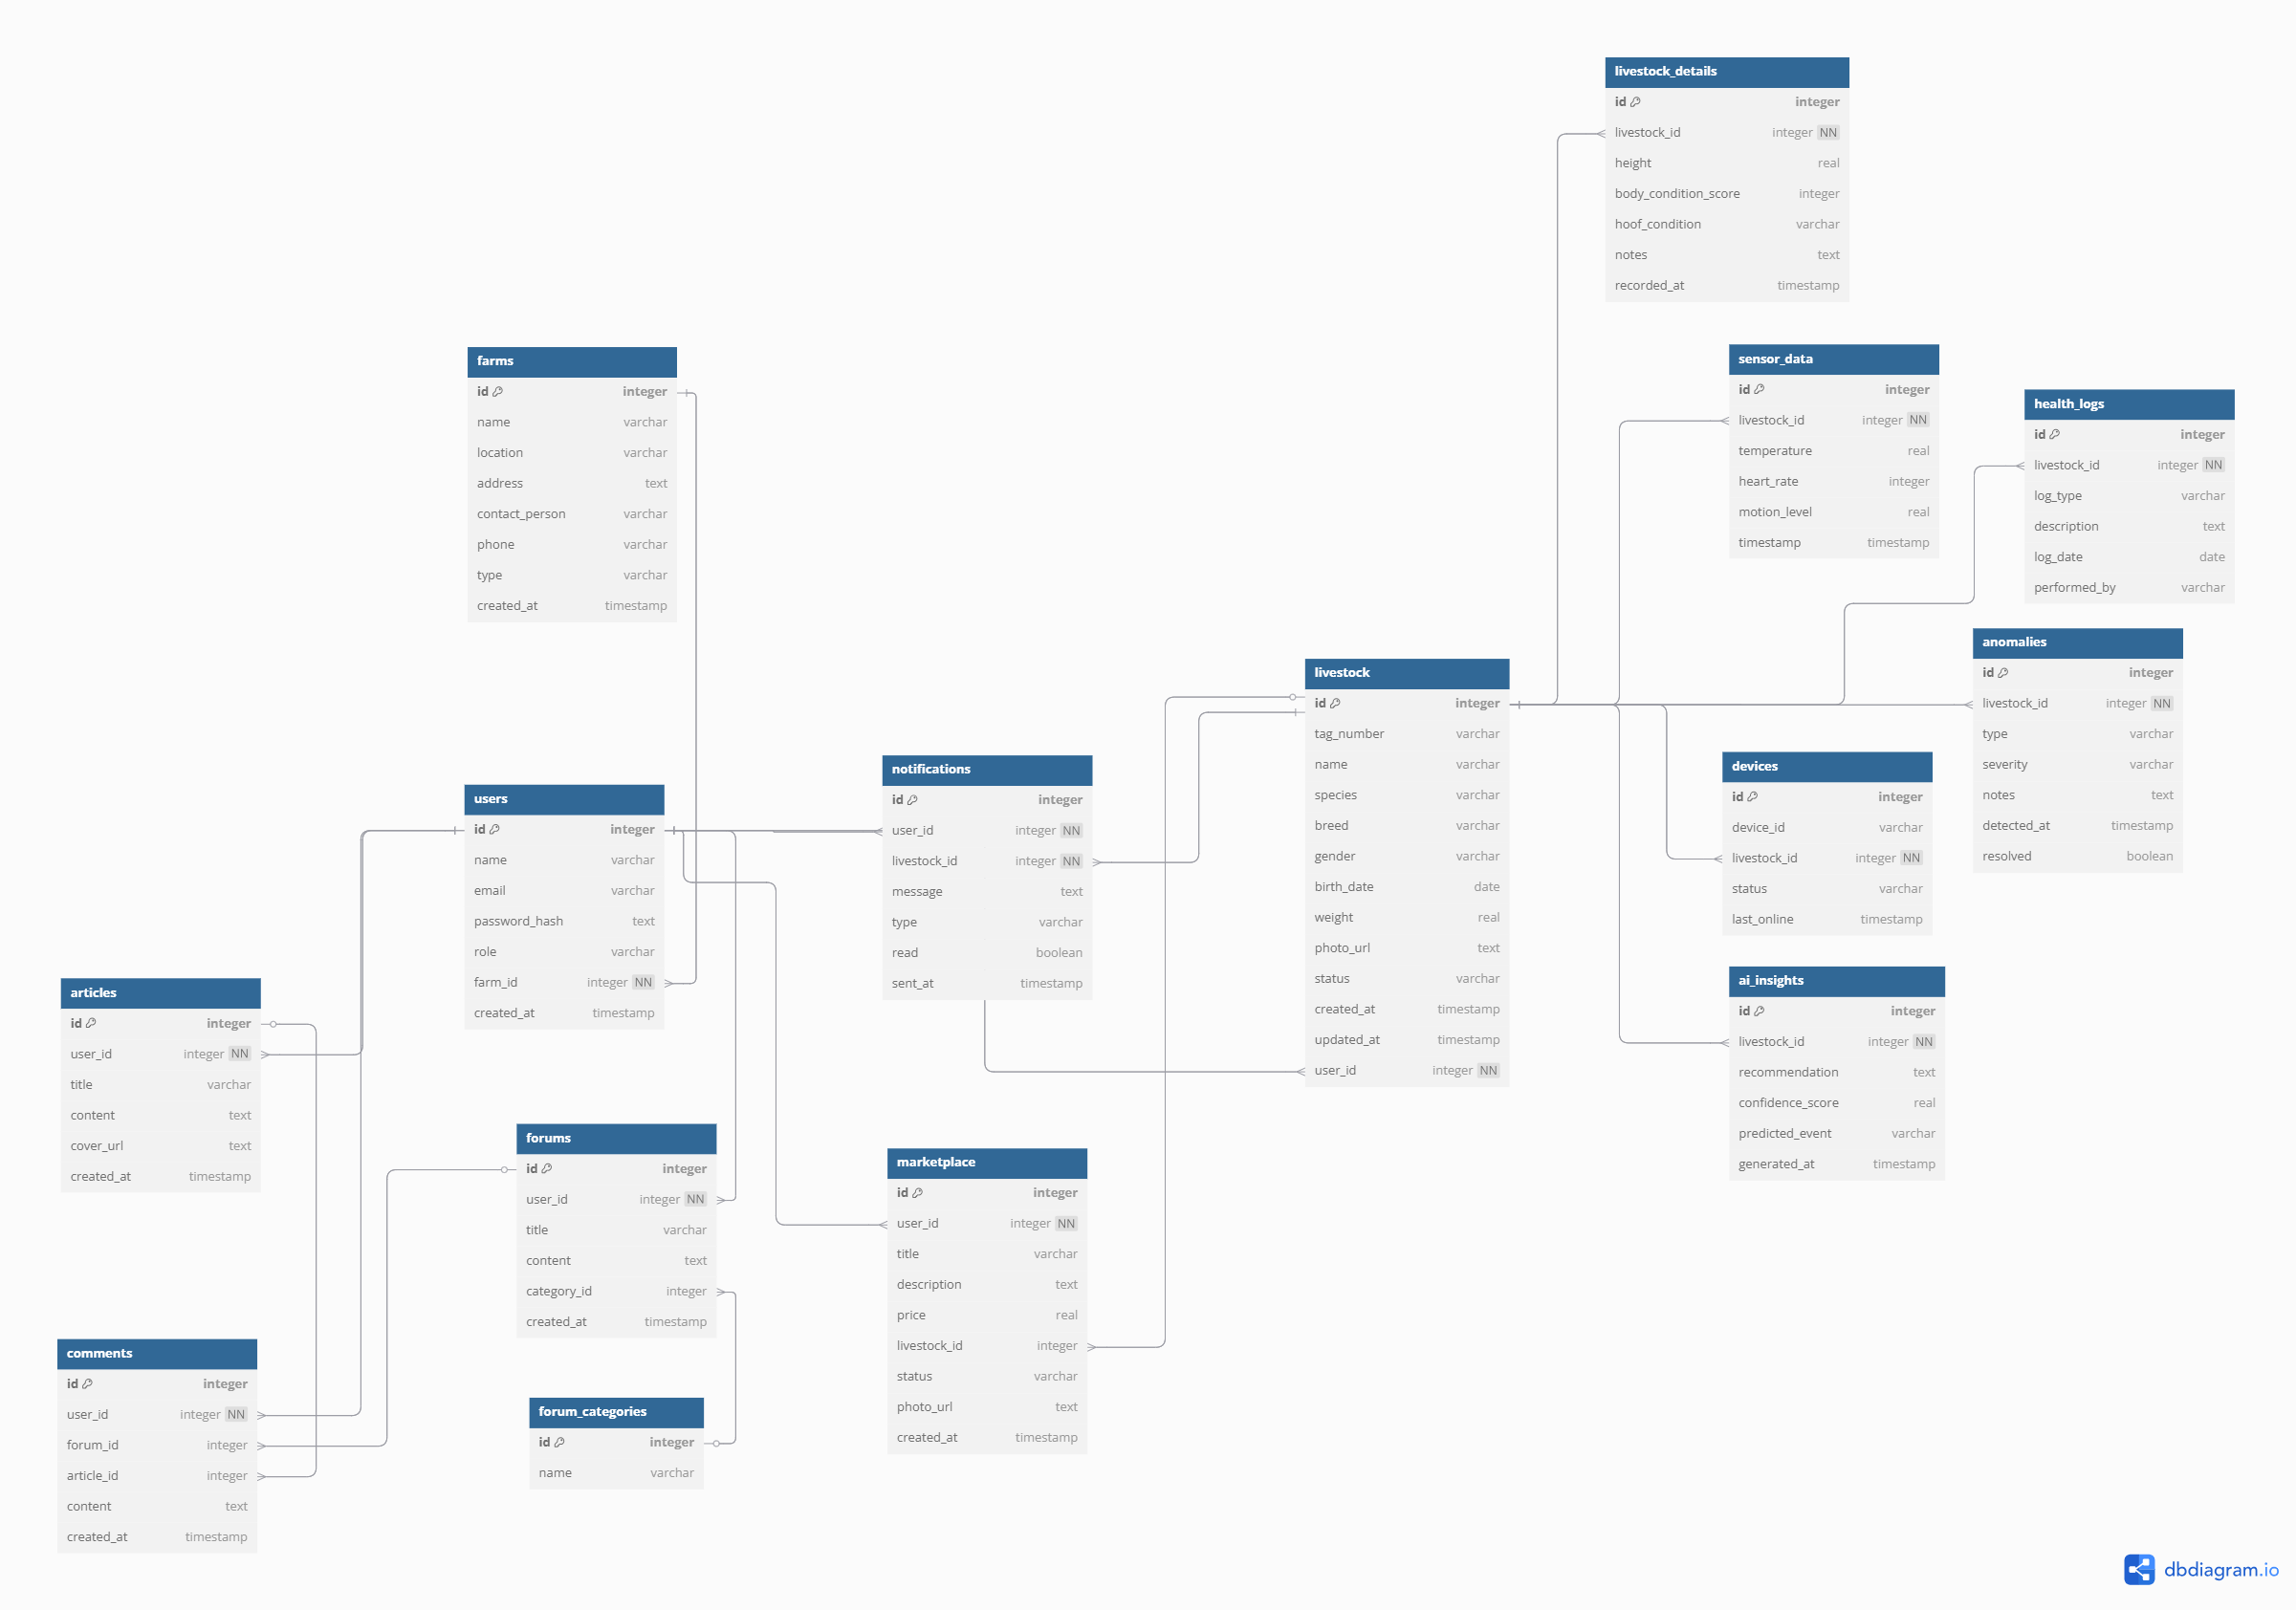 livestock_details
id integer
livestock_id integer NN
height real
body_condition_score integer
hoof_condition varchar
notes text
recorded_at timestamp
farms
id integer
name varchar
location varchar
address text
contact_person varchar
phone varchar
type varchar
created_at timestamp
sensor_data
id integer
livestock_id integer NN
temperature real
heart_rate integer
motion_level real
timestamp timestamp
health_logs
id integer
livestock_id integer NN
log_type varchar
description text
log_date date
performed_by varchar
anomalies
id integer
livestock_id integer NN
type varchar
severity varchar
notes text
detected_at timestamp
resolved boolean
livestock
id integer
tag_number varchar
name varchar
species varchar
breed varchar
gender varchar
birth_date date
weight real
photo_url text
status varchar
created_at timestamp
updated_at timestamp
user_id integer NN
devices
id integer
device_id varchar
livestock_id integer NN
status varchar
last_online timestamp
notifications
id integer
user_id integer NN
livestock_id integer NN
message text
type varchar
read boolean
sent_at timestamp
users
id integer
name varchar
email varchar
password_hash text
role varchar
farm_id integer NN
created_at timestamp
ai_insights
id integer
livestock_id integer NN
recommendation text
confidence_score real
predicted_event varchar
generated_at timestamp
articles
id integer
user_id integer NN
title varchar
content text
cover_url text
created_at timestamp
forums
id integer
user_id integer NN
title varchar
content text
category_id integer
created_at timestamp
marketplace
id integer
user_id integer NN
title varchar
description text
price real
livestock_id integer
status varchar
photo_url text
created_at timestamp
comments
id integer
user_id integer NN
forum_id integer
article_id integer
content text
created_at timestamp
forum_categories
id integer
name varchar
dbdiagram.io